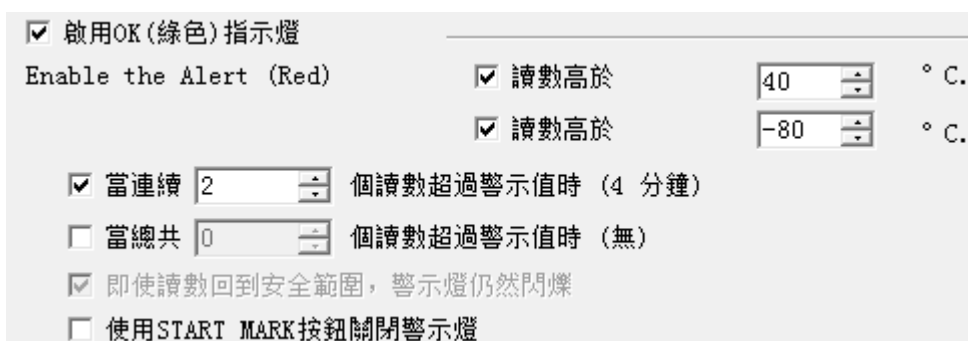 啟用OK(綠色)指示燈
Enable the Alert (Red) 讀數高於 40 ° C.
讀數高於 -80 ° C.
當連續 2 個讀數超過警示值時 (4 分鐘)
當總共 0 個讀數超過警示值時 (無)
即使讀數回到安全範圍，警示燈仍然閃爍
使用START MARK按鈕關閉警示燈